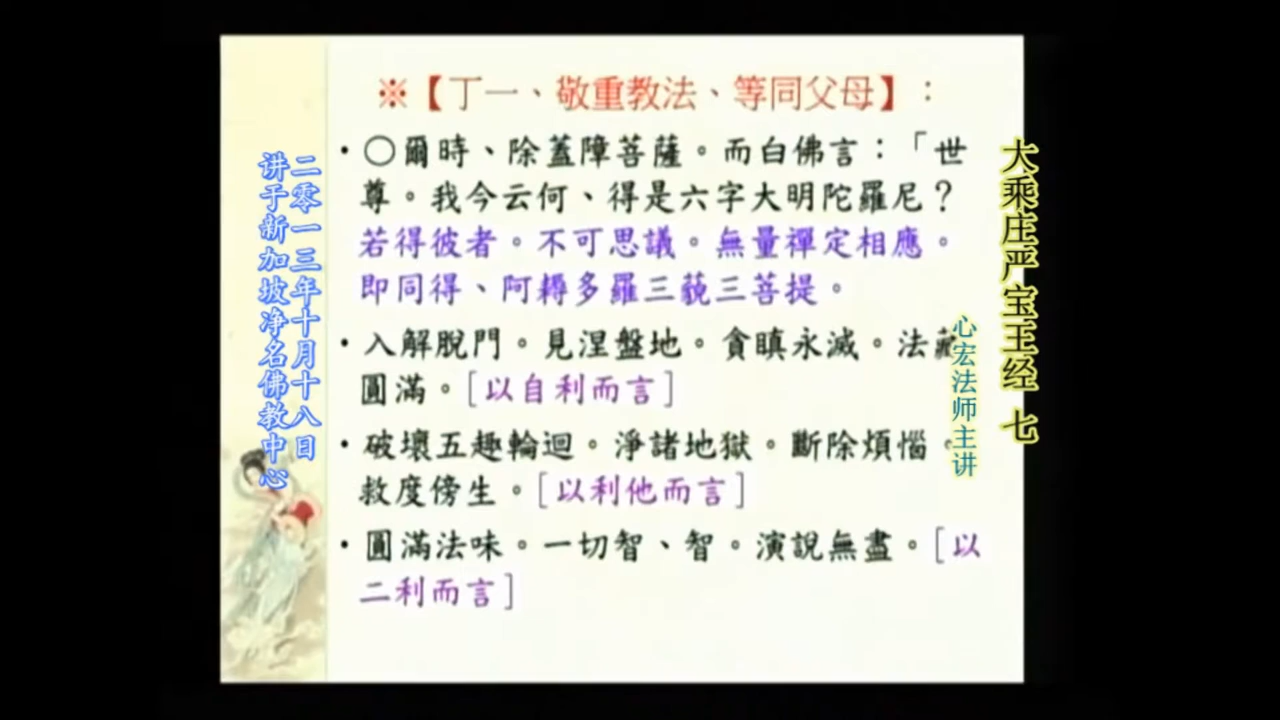 ※【丁一、敬重教法、等同父母】：
•〇爾時、除蓋障菩薩。而白佛言：「世
尊。我今云何、得是六字大明陀羅尼？
若得彼者。不可思議。無量禪定相應。
即同得、阿耨多羅三藐三菩提。
•入解脫門。見涅盤地。貪瞋永滅。法藏
圓滿。[以自利而言]
•破壞五趣輪迴。淨諸地獄。斷除煩惱。
救度傍生。[以利他而言]
•圓滿法味。一切智、智。演說無盡。[以
二利而言]
大乘庄严宝王经 七
心宏法师主讲
二零一三年十月十八日
讲于新加坡净名佛教中心